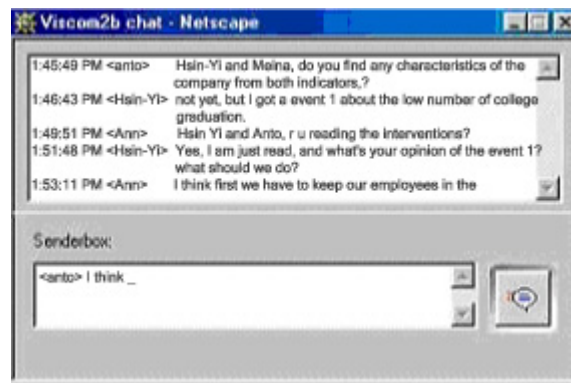 Viscom2b chat - Netscape
1:45:49 PM <anto> Hsin-Yi and Meina, do you find any characteristics of the
company from both indicators,?
1:46:43 PM <Hsin-Yi> not yet, but I got a event 1 about the low number of college
graduation.
1:49:51 PM <Ann> Hsin Yi and Anto, r u reading the interventions?
1:51:48 PM <Hsin-Yi> Yes, I am just read, and what's your opinion of the event 1?
what should we do?
1:53:11 PM <Ann> I think first we have to keep our employees in the
Senderbox:
<anto> I think _